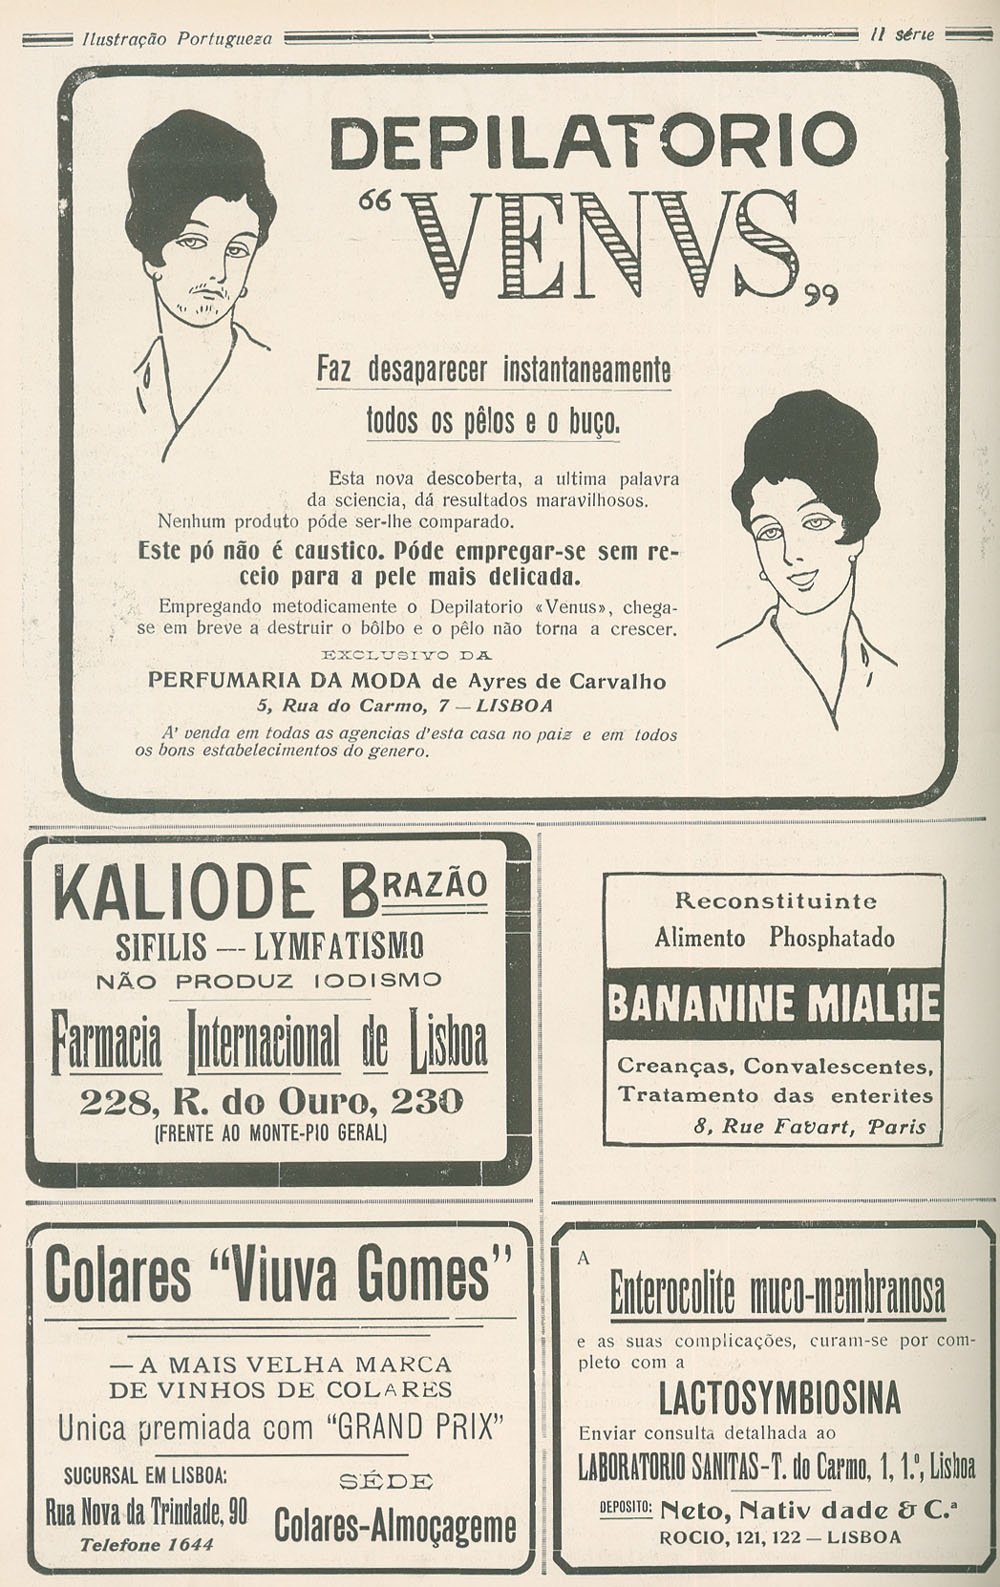 Ilustração Portugueza
II série
DEPILATORIO
“VENVS„
Faz desaparecer instantaneamente
todos os pêlos e o buço.
Esta nova descoberta, a ultima palavra
da sciencia, dá resultados maravilhosos.
Nenhum produto póde ser-lhe comparado.
Este pó não é caustico. Póde empregar-se sem re-
ceio para a pele mais delicada.
Empregando metodicamente o Depilatorio «Venus», chega-
se em breve a destruir o bôlbo e o pêlo não torna a crescer.
EXCLUSIVO DA
PERFUMARIA DA MODA de Ayres de Carvalho
5, Rua do Carmo, 7 — LISBOA
A' venda em todas as agencias d'esta casa no paiz e em todos
os bons estabelecimentos do genero.
KALIODE BRAZÃO
SIFILIS — LYMFATISMO
NÃO PRODUZ IODISMO
Farmacia Internacional de Lisboa
228, R. do Ouro, 230
(FRENTE AO MONTE-PIO GERAL)
Reconstituinte
Alimento Phosphatado
BANANINE MIALHE
Creanças, Convalescentes,
Tratamento das enterites
8, Rue Favart, Paris
Colares “Viuva Gomes”
— A MAIS VELHA MARCA
DE VINHOS DE COLARES
Unica premiada com “GRAND PRIX”
SUCURSAL EM LISBOA:
Rua Nova da Trindade, 90
Telefone 1644
SÉDE
Colares-Almoçageme
A
Enterocolite muco-membranosa
e as suas complicações, curam-se por com-
pleto com a
LACTOSYMBIOSINA
Enviar consulta detalhada ao
LABORATORIO SANITAS-T. do Carmo, 1, 1.º, Lisboa
DEPOSITO: Neto, Nativ dade & C.ª
ROCIO, 121, 122 — LISBOA